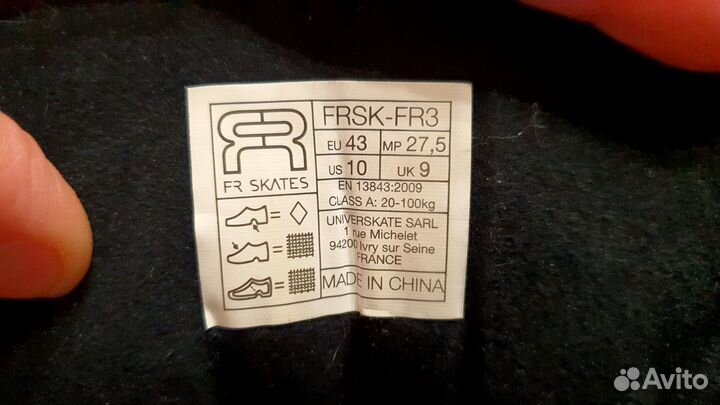 FR SKATES
FRSK-FR3
EU 43 MP 27,5
US 10 UK 9
EN 13843:2009
CLASS A: 20-100kg
UNIVERSKATE SARL
1 rue Michelet
94200 Ivry sur Seine
FRANCE
MADE IN CHINA
Avito